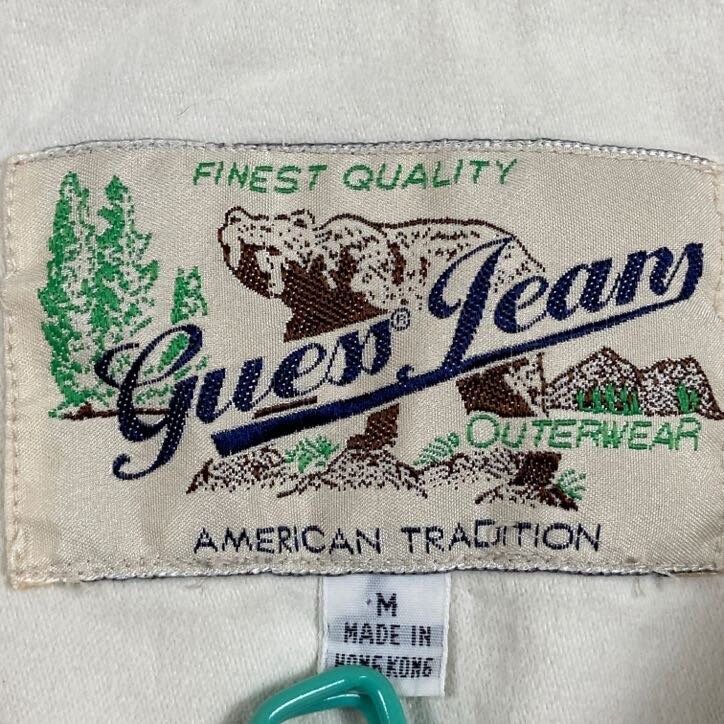 FINEST QUALITY
Guess® Jeans
OUTERWEAR
AMERICAN TRADITION
M
MADE IN
HONG KONG